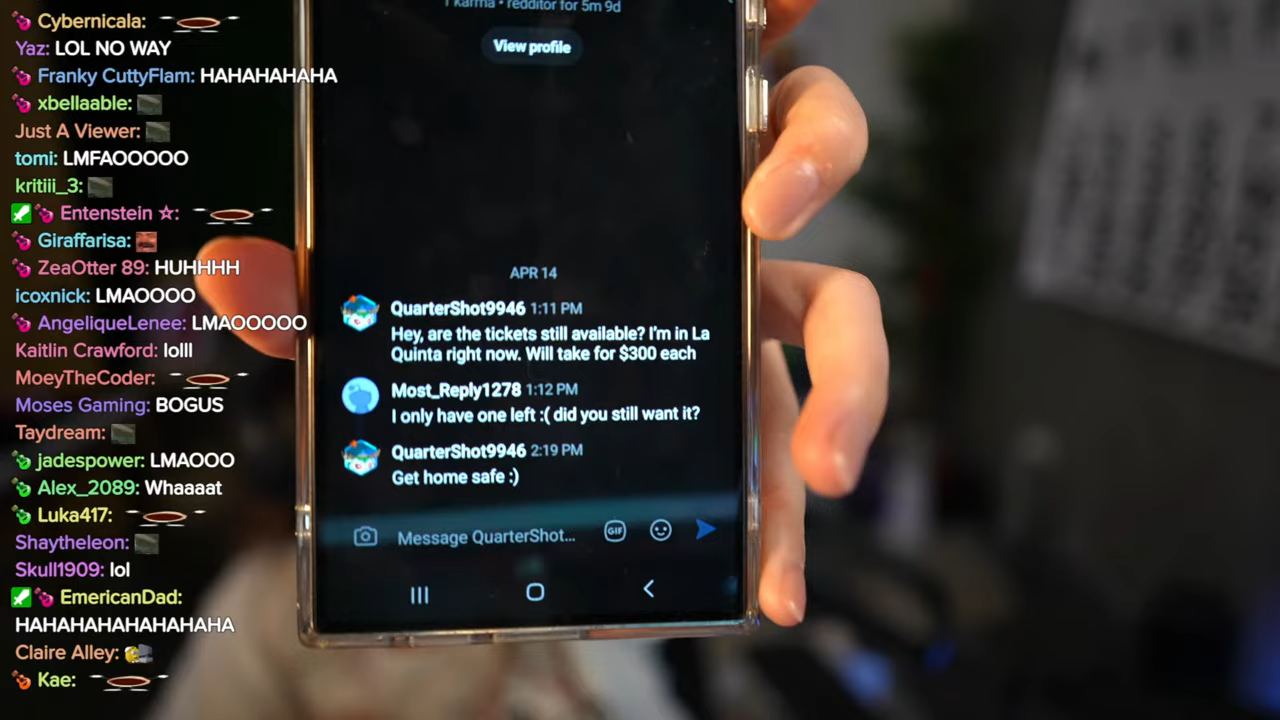 Cybernicala:
Yaz: LOL NO WAY
Franky CuttyFlam: HAHAHAHAHA
xbellaable:
Just A Viewer:
tomi: LMFAOOOOO
kritiii_3:
Entenstein ☆:
Giraffarisa:
ZeaOtter 89: HUHHHH
icoxnick: LMAOOOO
AngeliqueLenee: LMAOOOOO
Kaitlin Crawford: lolll
MoeyTheCoder:
Moses Gaming: BOGUS
Taydream:
jadespower: LMAOOO
Alex_2089: Whaaaat
Luka417:
Shaytheleon:
Skull1909: lol
EmericanDad:
HAHAHAHAHAHAHAHA
Claire Alley:
Kae:
1 karma • redditor for 5m 9d
View profile
APR 14
QuarterShot9946 1:11 PM
Hey, are the tickets still available? I'm in La
Quinta right now. Will take for $300 each
Most_Reply1278 1:12 PM
I only have one left :( did you still want it?
QuarterShot9946 2:19 PM
Get home safe :)
GIF
Message QuarterShot...